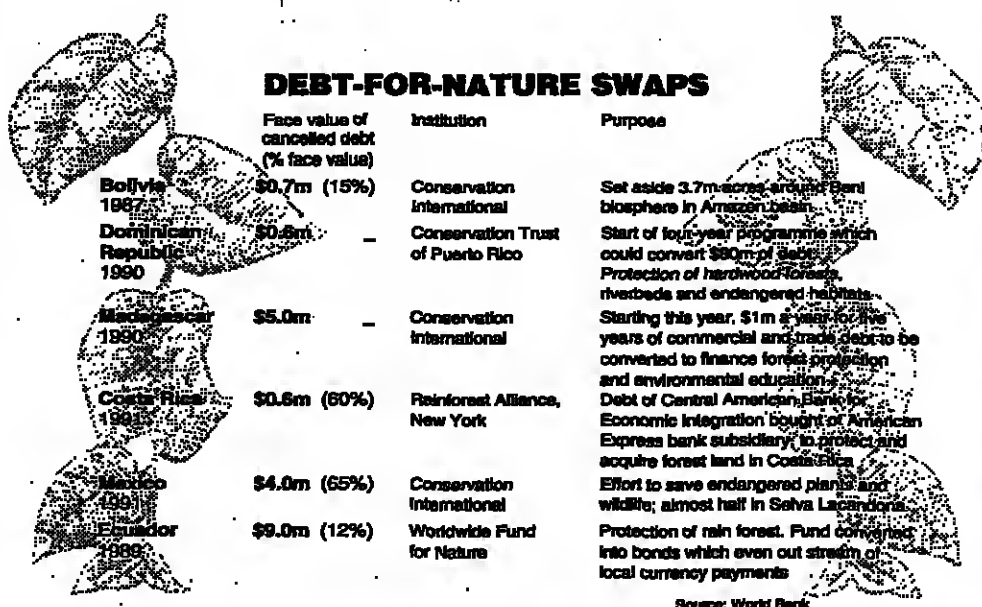 DEBT-FOR-NATURE SWAPS
Face value of cancelled debt (% face value) Institution Purpose
Bolivia 1987 $0.7m (15%) Conservation International
Set aside 3.7m acres around Beni
biosphere in Amazon basin
Dominican Republic 1990 $0.6m – Conservation Trust of Puerto Rico
Start of four-year programme which
could convert $80m of debt.
Protection of hardwood forests,
riverbeds and endangered habitats
Madagascar 1990 $5.0m – Conservation International
Starting this year, $1m a year for five
years of commercial and trade debt to be
converted to finance forest protection
and environmental education
Costa Rica 1991 $0.6m (60%) Rainforest Alliance, New York
Debt of Central American Bank for
Economic Integration bought of American
Express bank subsidiary, to protect and
acquire forest land in Costa Rica
Mexico 1991 $4.0m (65%) Conservation International
Effort to save endangered plants and
wildlife; almost half in Selva Lacandona
Ecuador 1989 $9.0m (12%) Worldwide Fund for Nature
Protection of rain forest. Fund converted
into bonds which even out stream of
local currency payments
Source: World Bank